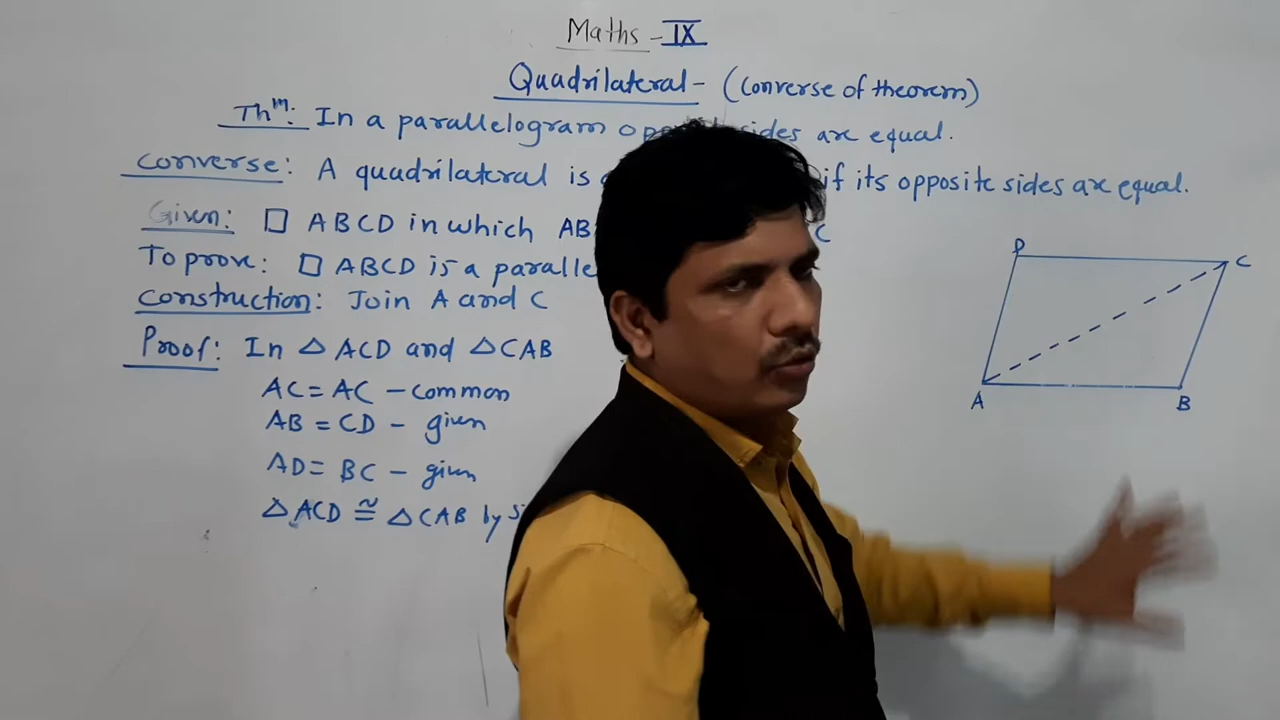 Maths - IX
Quadrilateral - (Converse of theorem)
Thm: In a parallelogram sides are equal.
Converse: A quadrilateral is if its opposite sides are equal.
Given: □ ABCD in which AB C
To prove: □ ABCD is a
Construction: Join A and C
Proof: In △ ACD and △CAB
AC = AC - common
AB = CD - given
AD = BC - given
△ ACD ≅ △CAB by
D
C
A
B